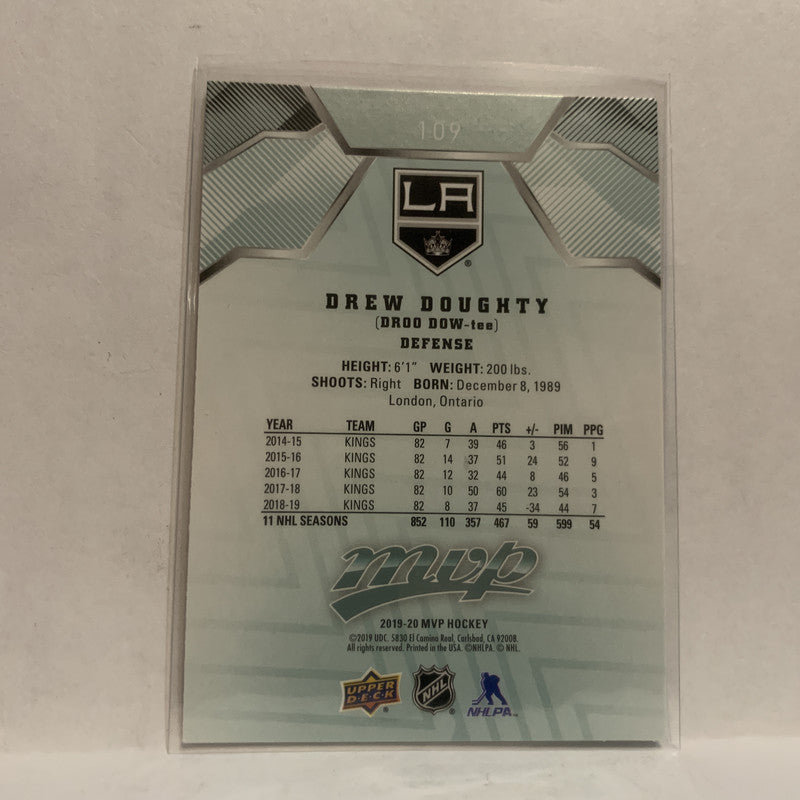 109
LA
®
DREW DOUGHTY
(DROO DOW-tee)
DEFENSE
HEIGHT: 6'1" WEIGHT: 200 lbs.
SHOOTS: Right BORN: December 8, 1989
London, Ontario
YEAR TEAM GP G A PTS +/- PIM PPG
2014-15 KINGS 82 7 39 46 3 56 1
2015-16 KINGS 82 14 37 51 24 52 9
2016-17 KINGS 82 12 32 44 8 46 5
2017-18 KINGS 82 10 50 60 23 54 3
2018-19 KINGS 82 8 37 45 -34 44 7
11 NHL SEASONS 852 110 357 467 59 599 54
mvp
2019-20 MVP HOCKEY
©2019 UDC. 5830 El Camino Real, Carlsbad, CA 92008.
All rights reserved. Printed in the USA. ©NHLPA. © NHL.
UPPER DECK ® NHL ® NHLPA™